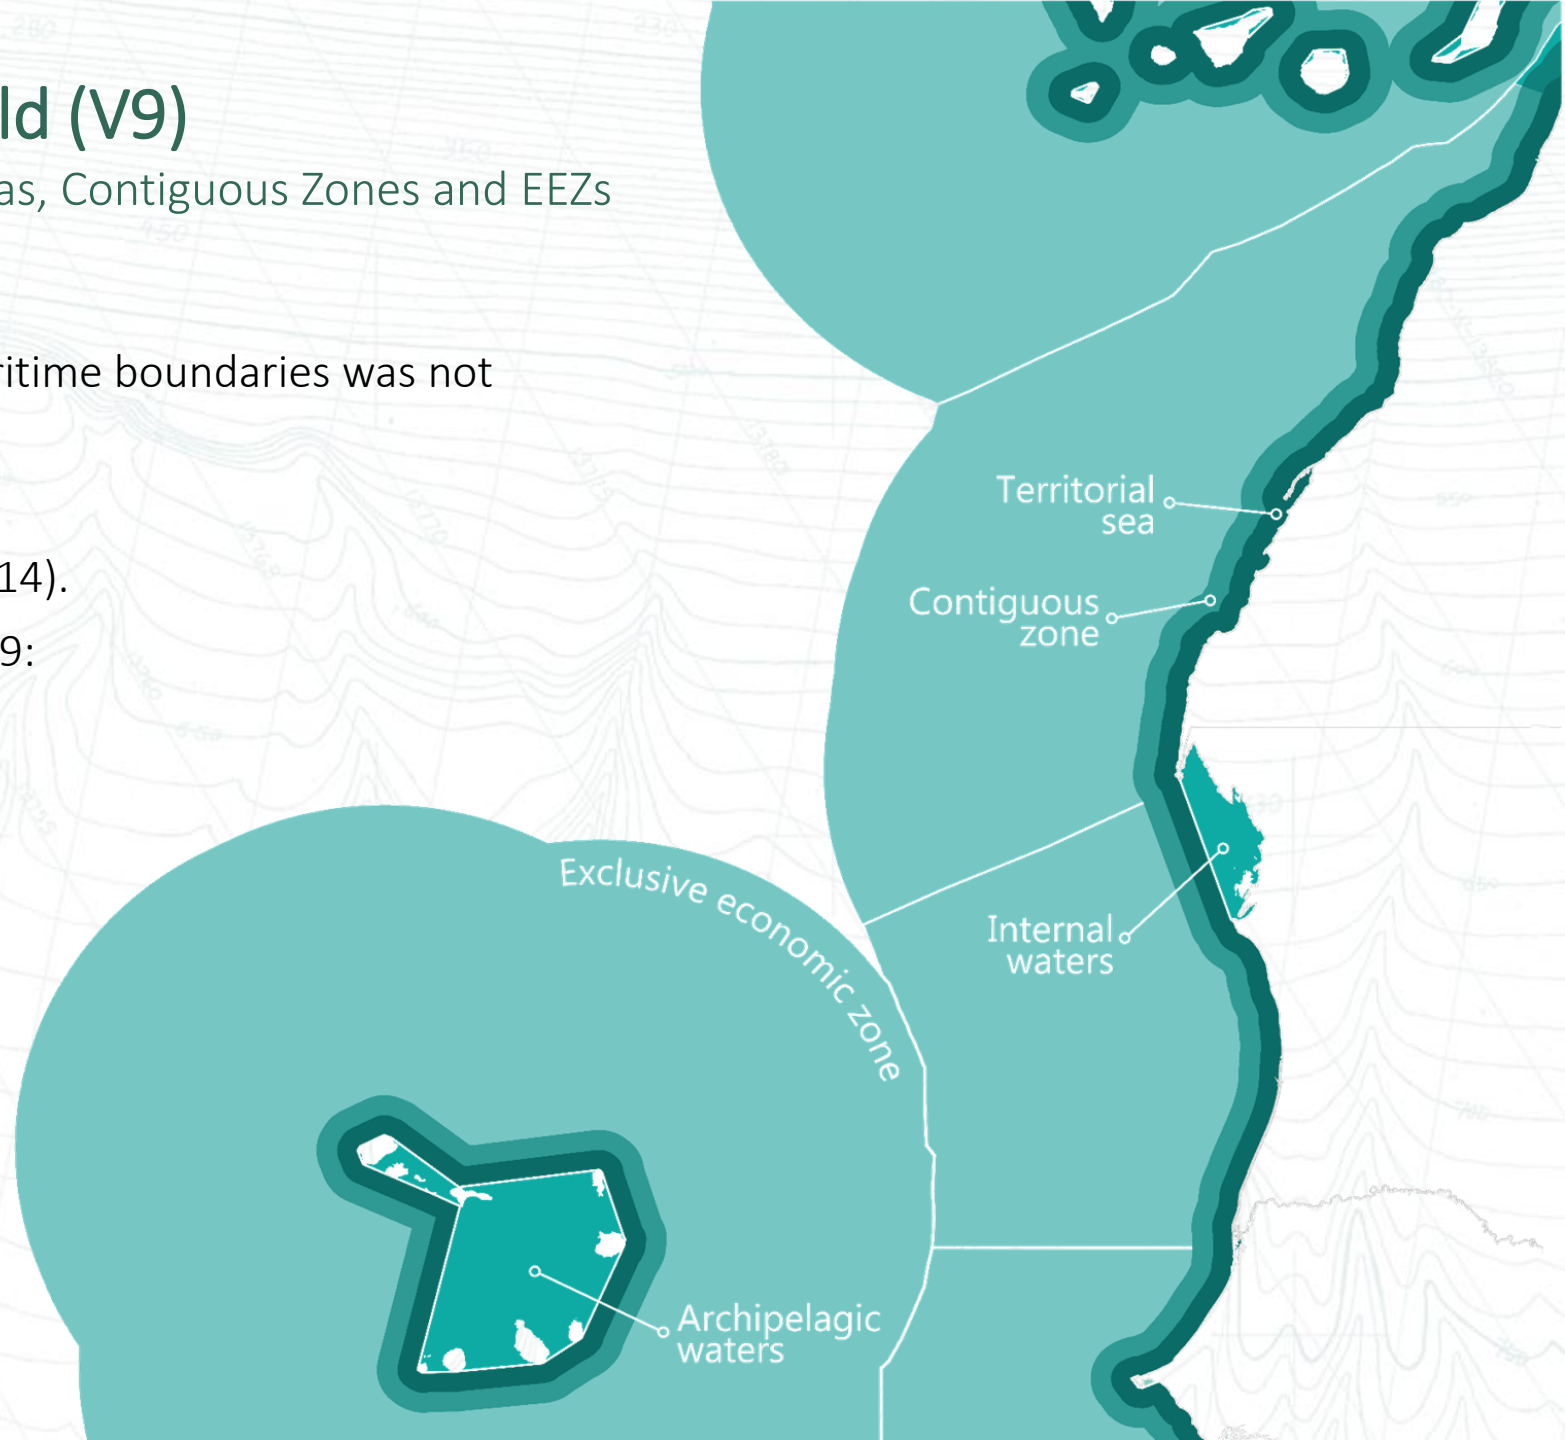 ld (V9)
as, Contiguous Zones and EEZs
ritime boundaries was not
14).
9:
Territorial
sea
Contiguous
zone
Exclusive economic zone
Internal
waters
Archipelagic
waters